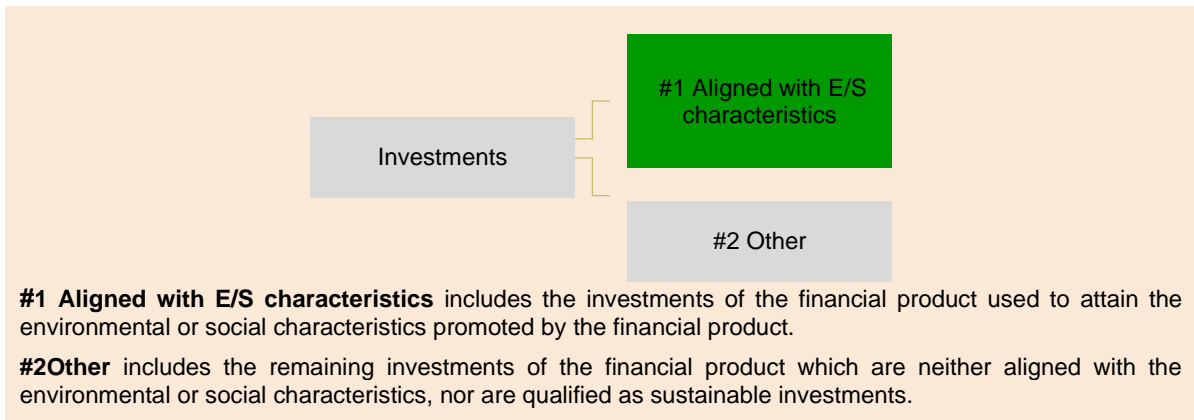 #1 Aligned with E/S
characteristics
Investments
#2 Other
#1 Aligned with E/S characteristics includes the investments of the financial product used to attain the
environmental or social characteristics promoted by the financial product.
#2Other includes the remaining investments of the financial product which are neither aligned with the
environmental or social characteristics, nor are qualified as sustainable investments.